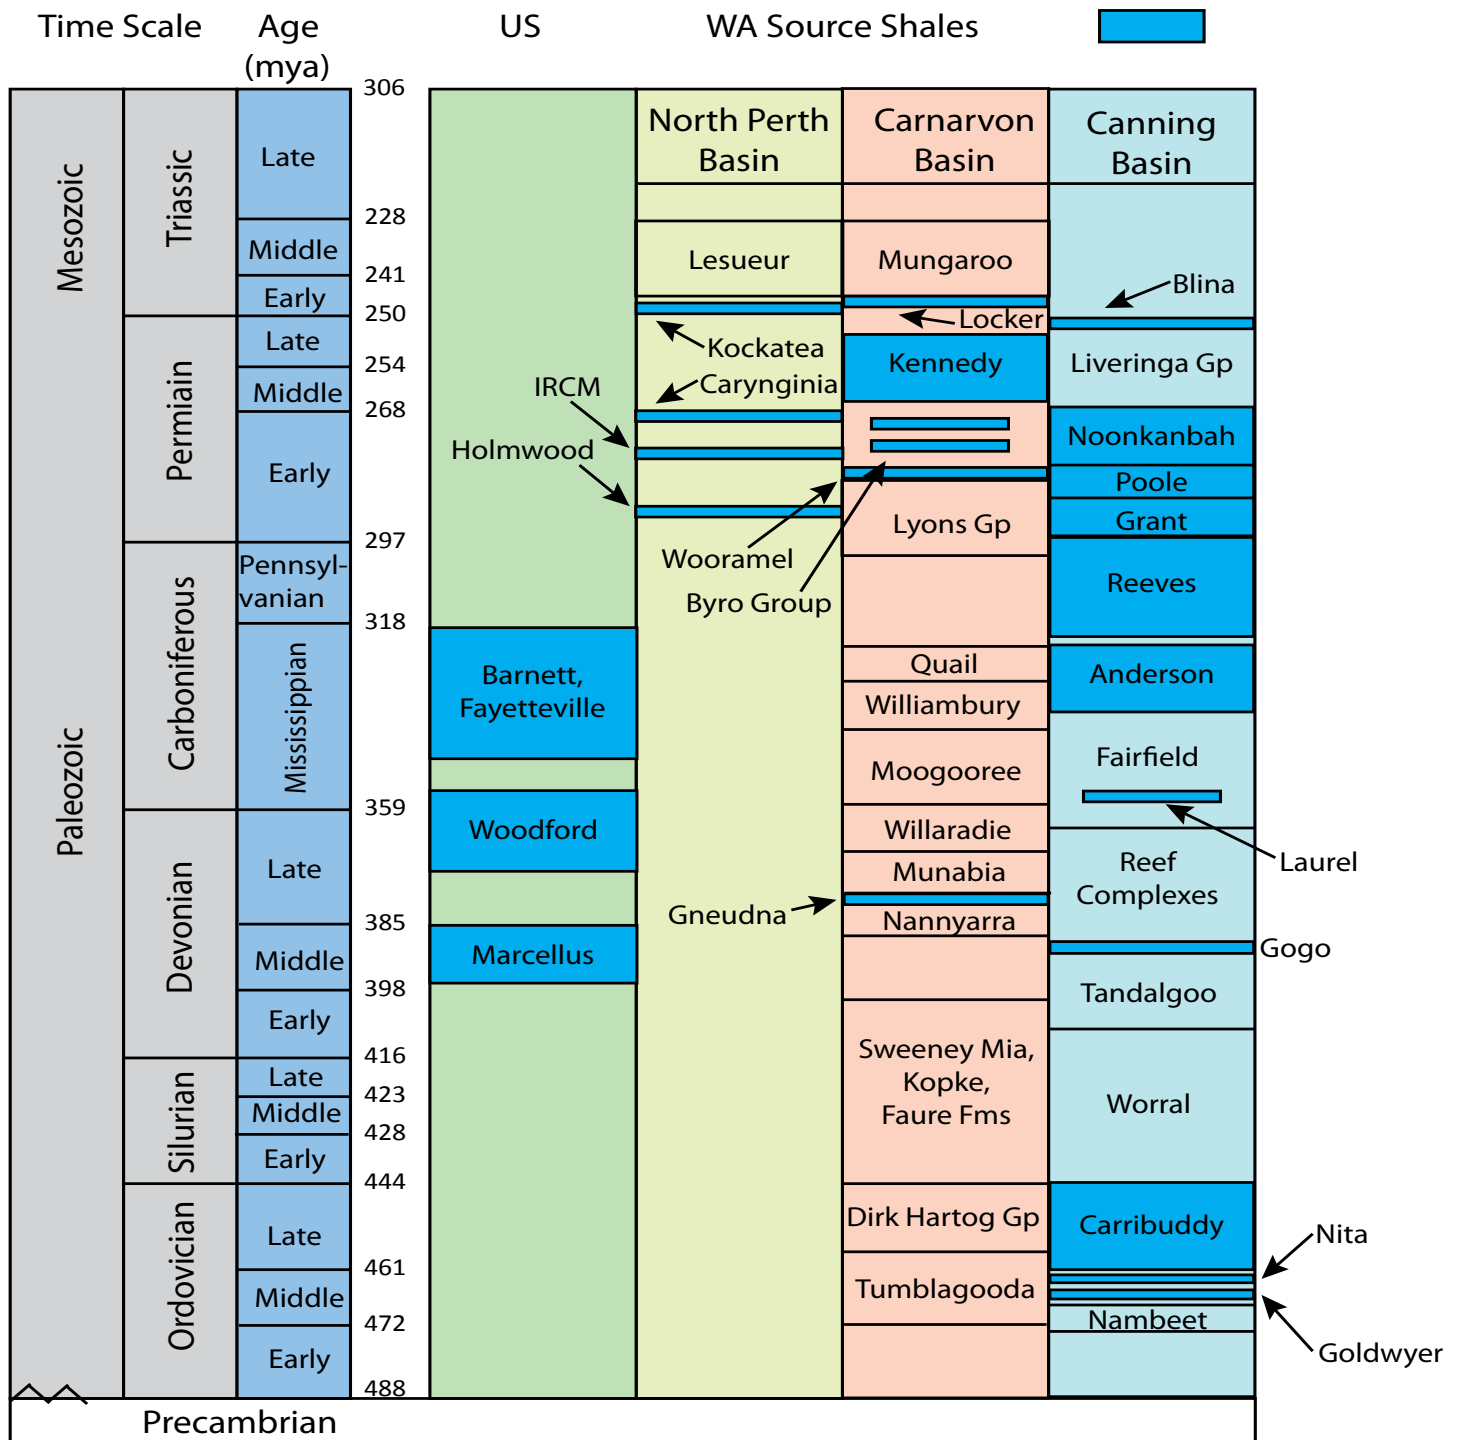 Time Scale
Age
(mya)
US
WA Source Shales
306
228
241
250
254
268
297
318
359
385
398
416
423
428
444
461
472
488
Mesozoic
Paleozoic
Triassic
Permiain
Carboniferous
Devonian
Silurian
Ordovician
Late
Middle
Early
Late
Middle
Early
Pennsyl-
vanian
Mississippian
Late
Middle
Early
Late
Middle
Early
Late
Middle
Early
Precambrian
Barnett,
Fayetteville
Woodford
Marcellus
North Perth
Basin
Lesueur
Kockatea
Carynginia
IRCM
Holmwood
Carnarvon
Basin
Mungaroo
Locker
Kennedy
Wooramel
Byro Group
Lyons Gp
Quail
Williambury
Moogooree
Willaradie
Munabia
Gneudna
Nannyarra
Sweeney Mia,
Kopke,
Faure Fms
Dirk Hartog Gp
Tumblagooda
Canning
Basin
Blina
Liveringa Gp
Noonkanbah
Poole
Grant
Reeves
Anderson
Fairfield
Laurel
Reef
Complexes
Gogo
Tandalgoo
Worral
Carribuddy
Nita
Goldwyer
Nambeet